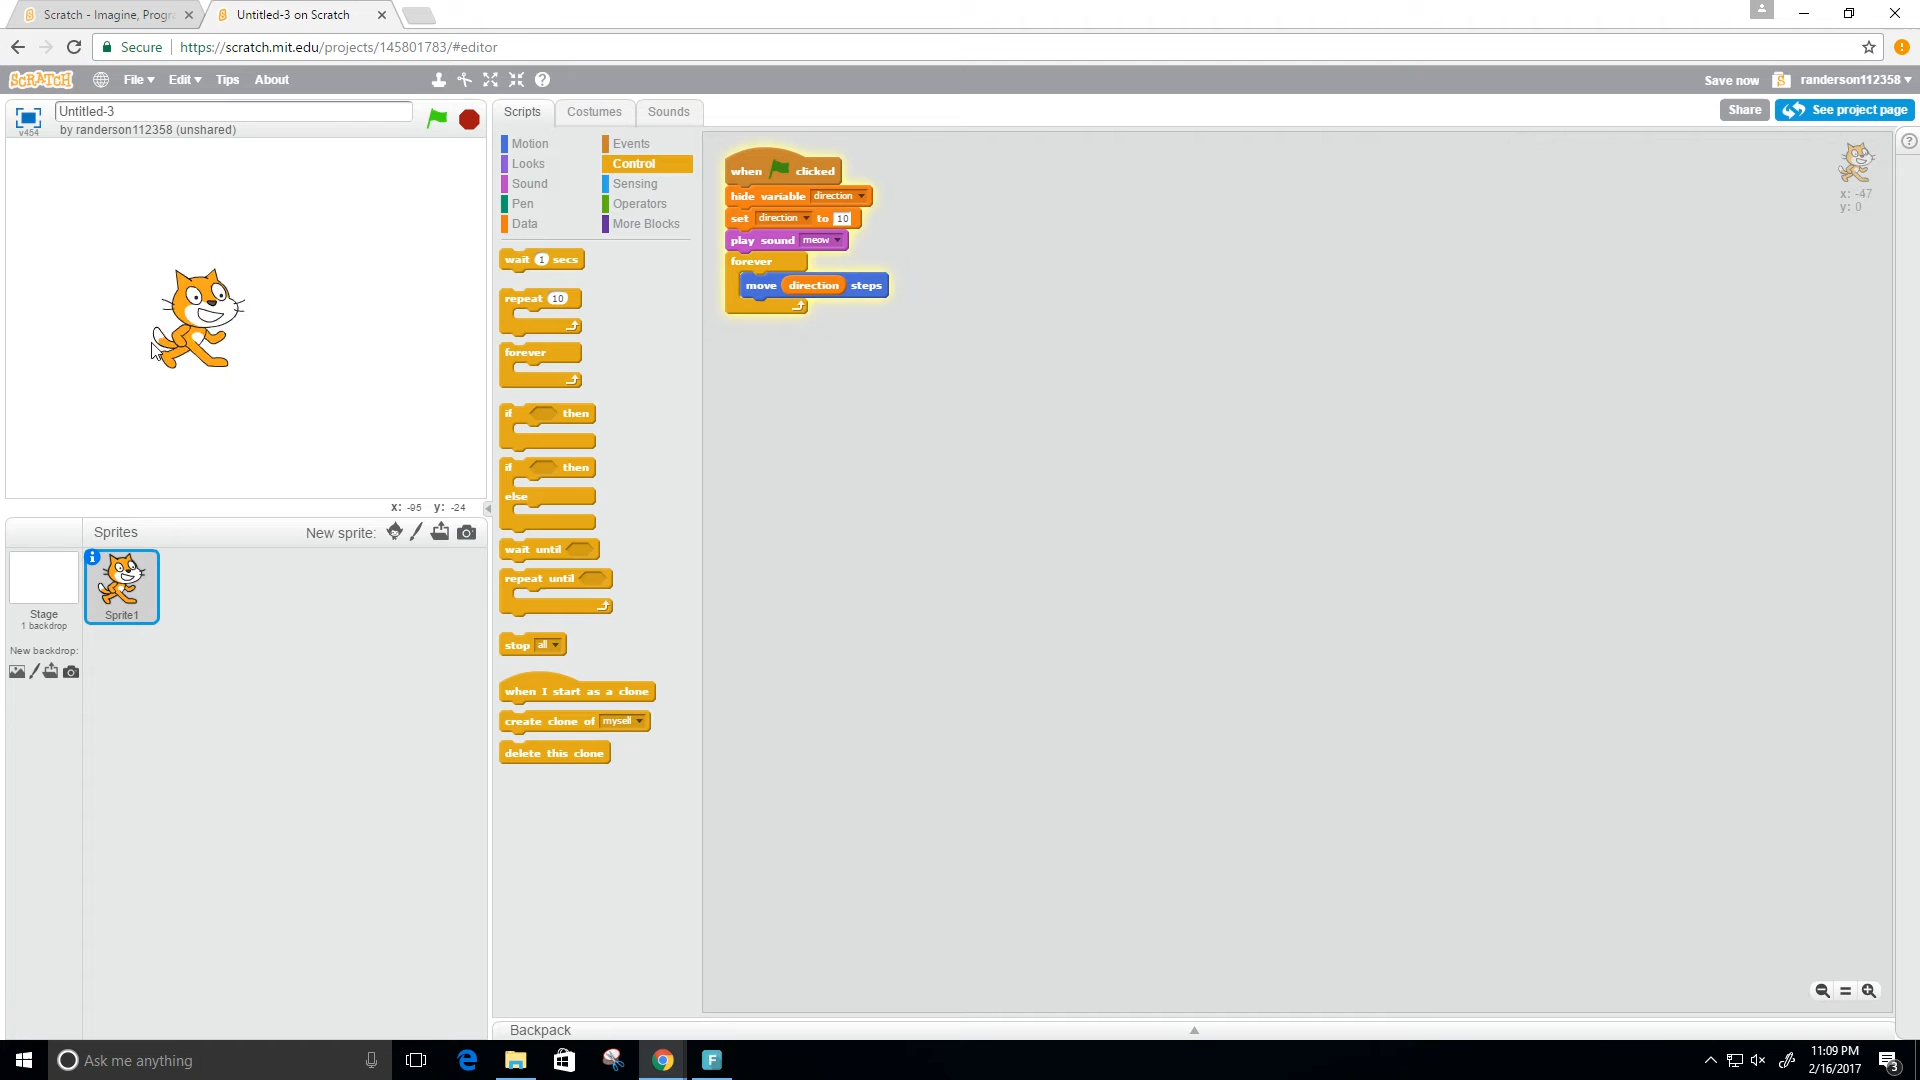 Scratch - Imagine, Progra
Untitled-3 on Scratch
Secure
https://scratch.mit.edu/projects/145801783/#editor
SCRATCH
File
Edit
Tips
About
Save now
randerson112358
Untitled-3
by randerson112358 (unshared)
v454
Scripts
Costumes
Sounds
Share
See project page
Motion
Looks
Sound
Pen
Data
Events
Control
Sensing
Operators
More Blocks
wait 1 secs
repeat 10
forever
if then
if then
else
wait until
repeat until
stop all
when I start as a clone
create clone of myself
delete this clone
when clicked
hide variable direction
set direction to 10
play sound meow
forever
move direction steps
x: -47
y: 0
x: -95 y: -24
Sprites
New sprite:
Sprite1
Stage
1 backdrop
New backdrop:
Backpack
Ask me anything
11:09 PM
2/16/2017
3